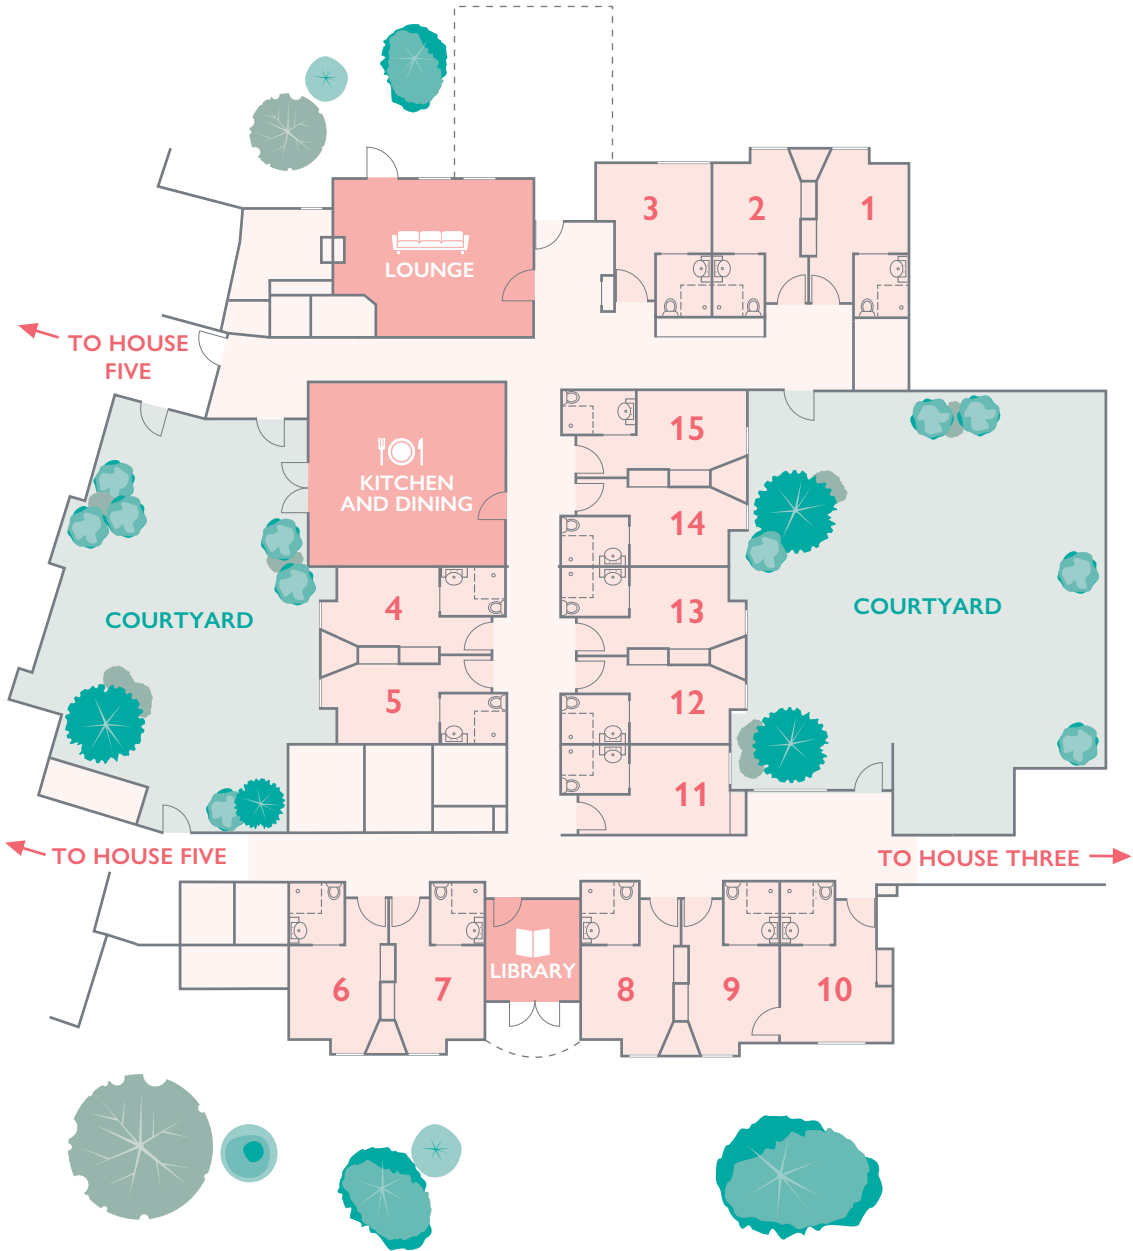 3
2
1
LOUNGE
TO HOUSE
FIVE
KITCHEN
AND DINING
15
14
COURTYARD
4
13
COURTYARD
5
12
11
TO HOUSE FIVE
TO HOUSE THREE
LIBRARY
6
7
8
9
10